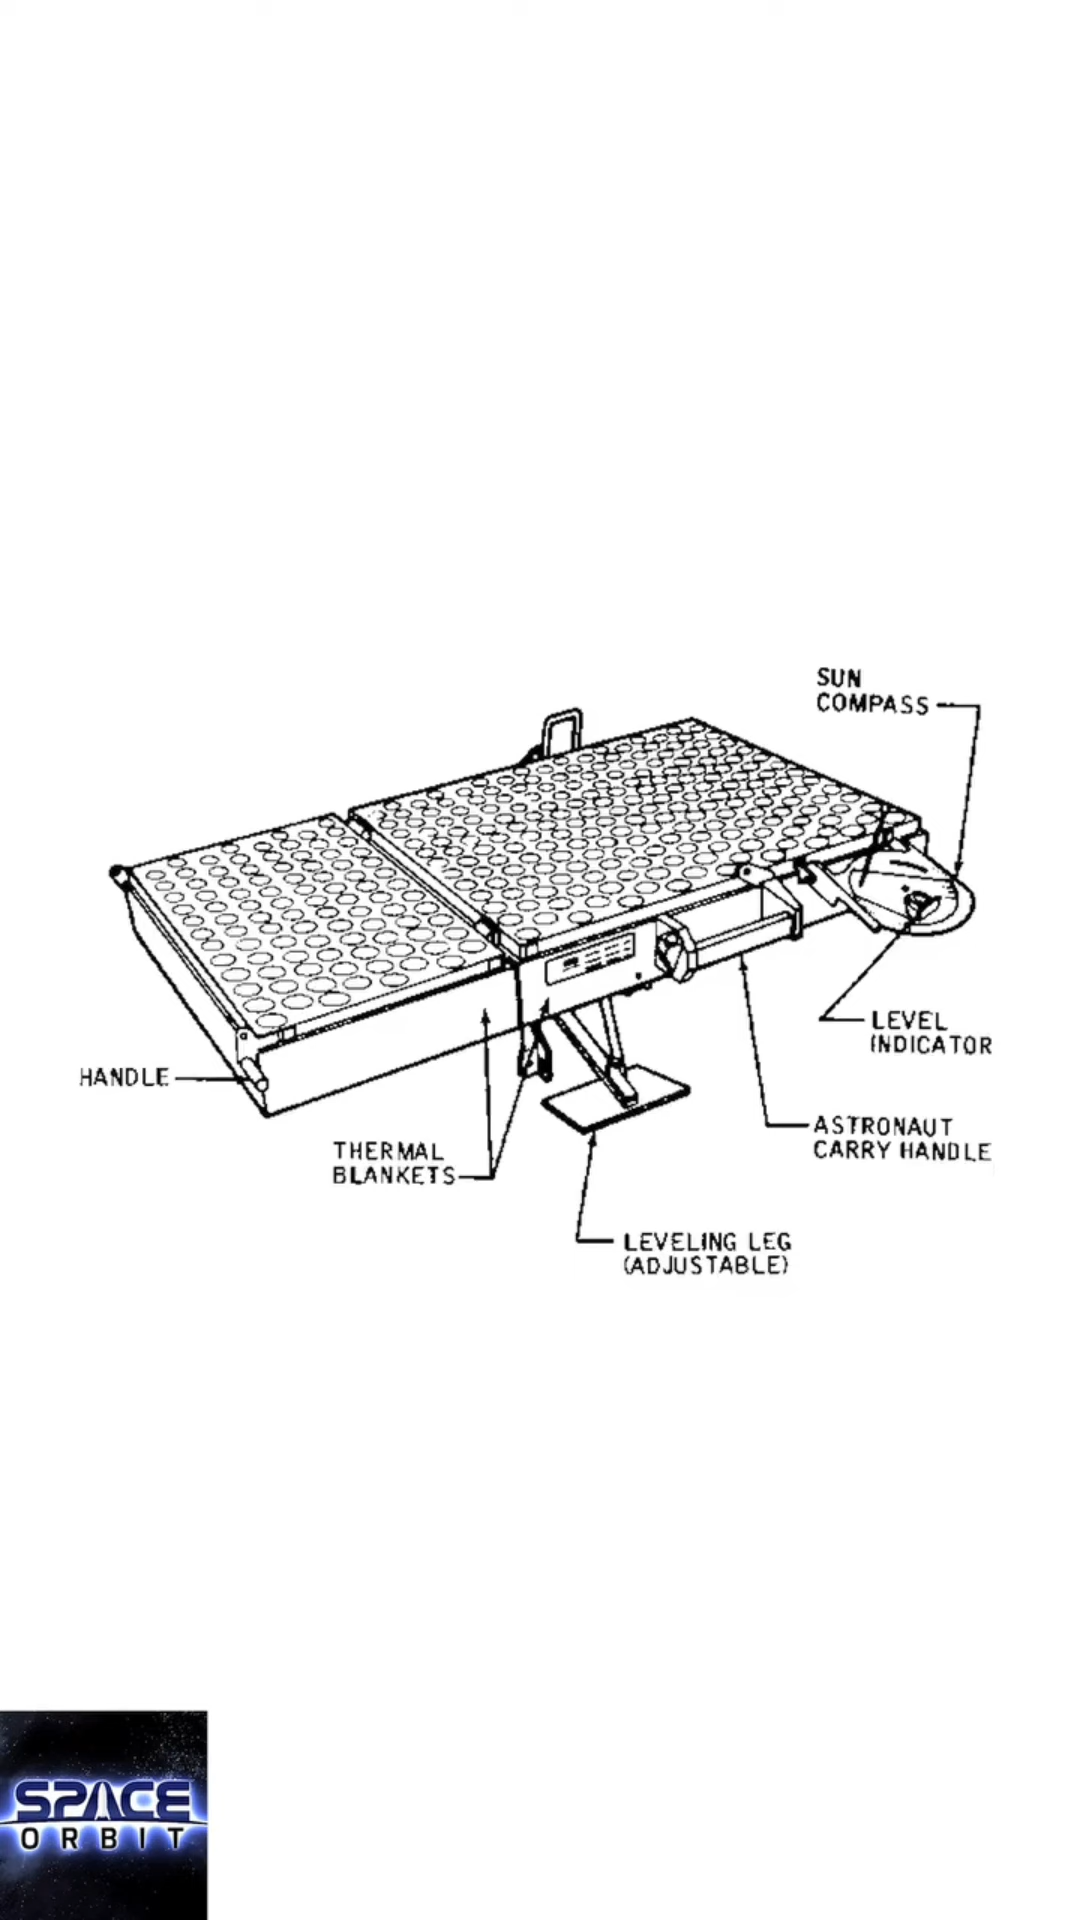 SUN
COMPASS
LEVEL
INDICATOR
HANDLE
ASTRONAUT
CARRY HANDLE
THERMAL
BLANKETS
LEVELING LEG
(ADJUSTABLE)
SPACE
ORBIT